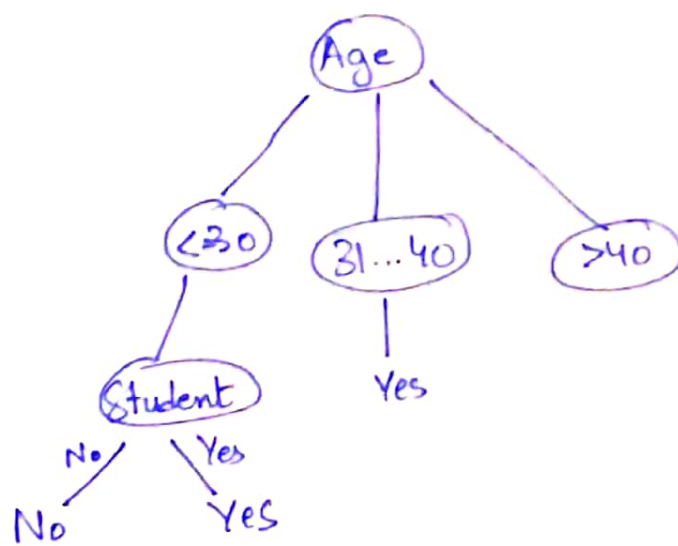 Age
<30
31...40
>40
Student
Yes
No
Yes
No
Yes